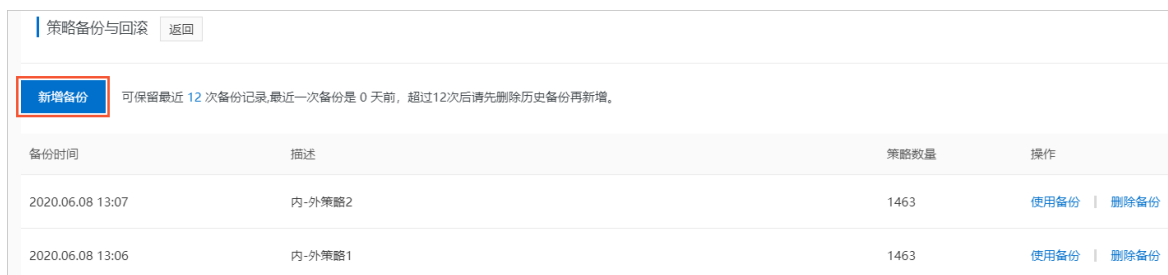 策略备份与回滚 返回
新增备份 可保留最近 12 次备份记录,最近一次备份是 0 天前，超过12次后请先删除历史备份再新增。
备份时间 描述 策略数量 操作
2020.06.08 13:07 内-外策略2 1463 使用备份 | 删除备份
2020.06.08 13:06 内-外策略1 1463 使用备份 | 删除备份